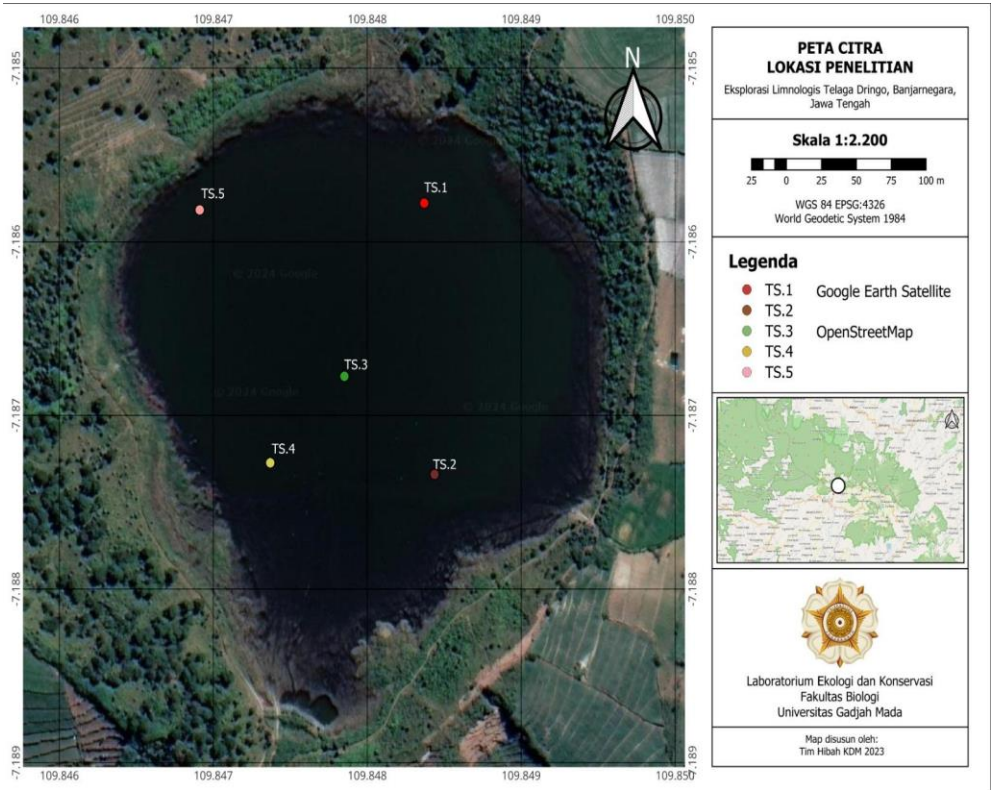 109.846
109.847
109.848
109.849
109.850
-7.185
-7.185
N
© 2024 Google
TS.1
TS.5
-7.186
-7.186
© 2024 Google
TS.3
© 2024 Google
© 2024 Google
-7.187
-7.187
TS.4
TS.2
-7.188
-7.188
-7.189
-7.189
109.846
109.847
109.848
109.849
109.850
PETA CITRA
LOKASI PENELITIAN
Eksplorasi Limnologis Telaga Dringo, Banjarnegara,
Jawa Tengah
Skala 1:2.200
25 0 25 50 75 100 m
WGS 84 EPSG:4326
World Geodetic System 1984
Legenda
TS.1 Google Earth Satellite
TS.2
TS.3 OpenStreetMap
TS.4
TS.5
Laboratorium Ekologi dan Konservasi
Fakultas Biologi
Universitas Gadjah Mada
Map disusun oleh:
Tim Hibah KDM 2023